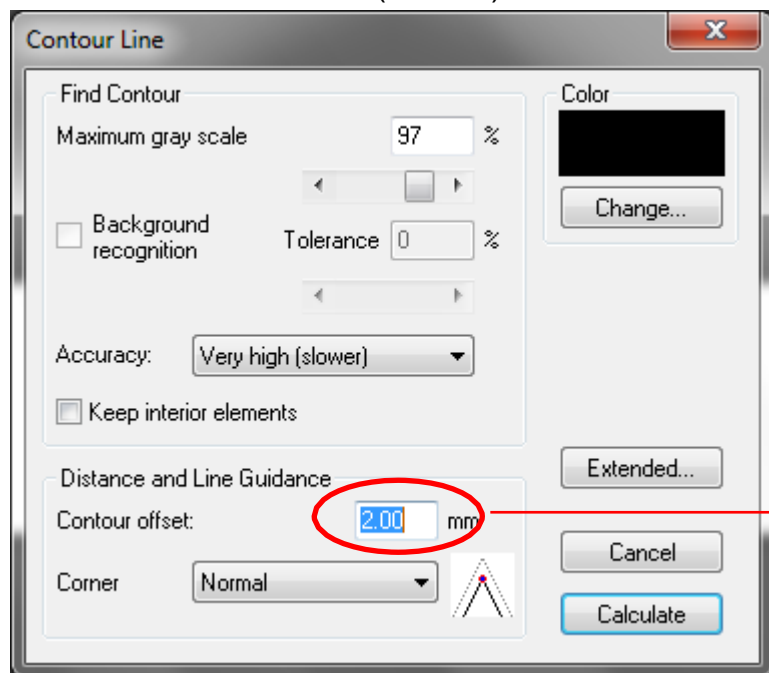 Contour Line
Find Contour
Maximum gray scale 97 %
Background
recognition
Tolerance 0 %
Accuracy: Very high (slower)
Keep interior elements
Color
Change...
Distance and Line Guidance
Contour offset: 2.00 mm
Corner Normal
Extended...
Cancel
Calculate